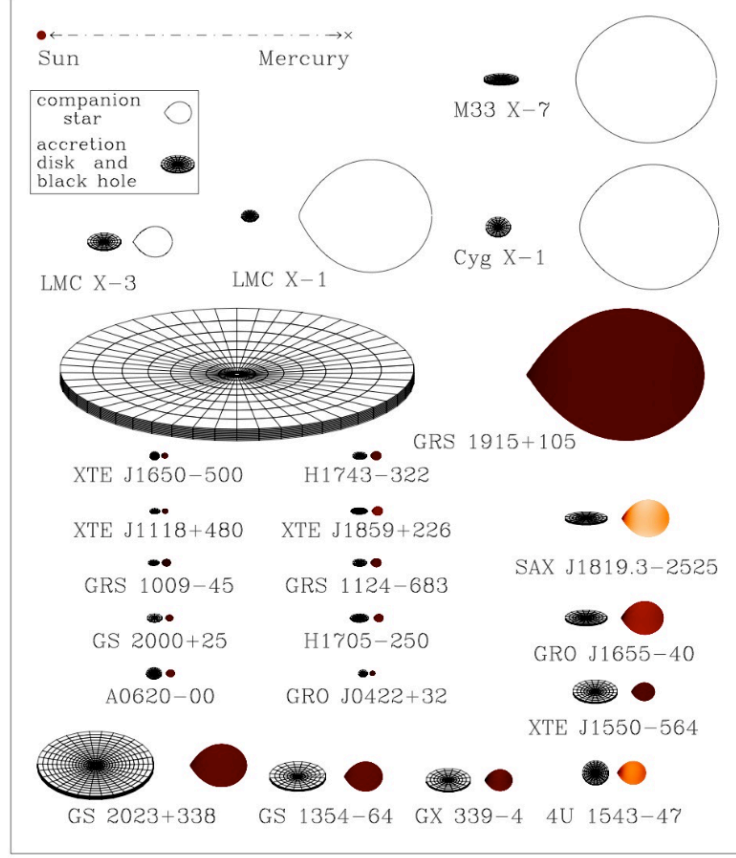 Sun
Mercury
companion
star
accretion
disk and
black hole
M33 X-7
LMC X-3
LMC X-1
Cyg X-1
GRS 1915+105
XTE J1650-500
H1743-322
XTE J1118+480
XTE J1859+226
SAX J1819.3-2525
GRS 1009-45
GRS 1124-683
GS 2000+25
H1705-250
GRO J1655-40
A0620-00
GRO J0422+32
XTE J1550-564
GS 2023+338
GS 1354-64
GX 339-4
4U 1543-47